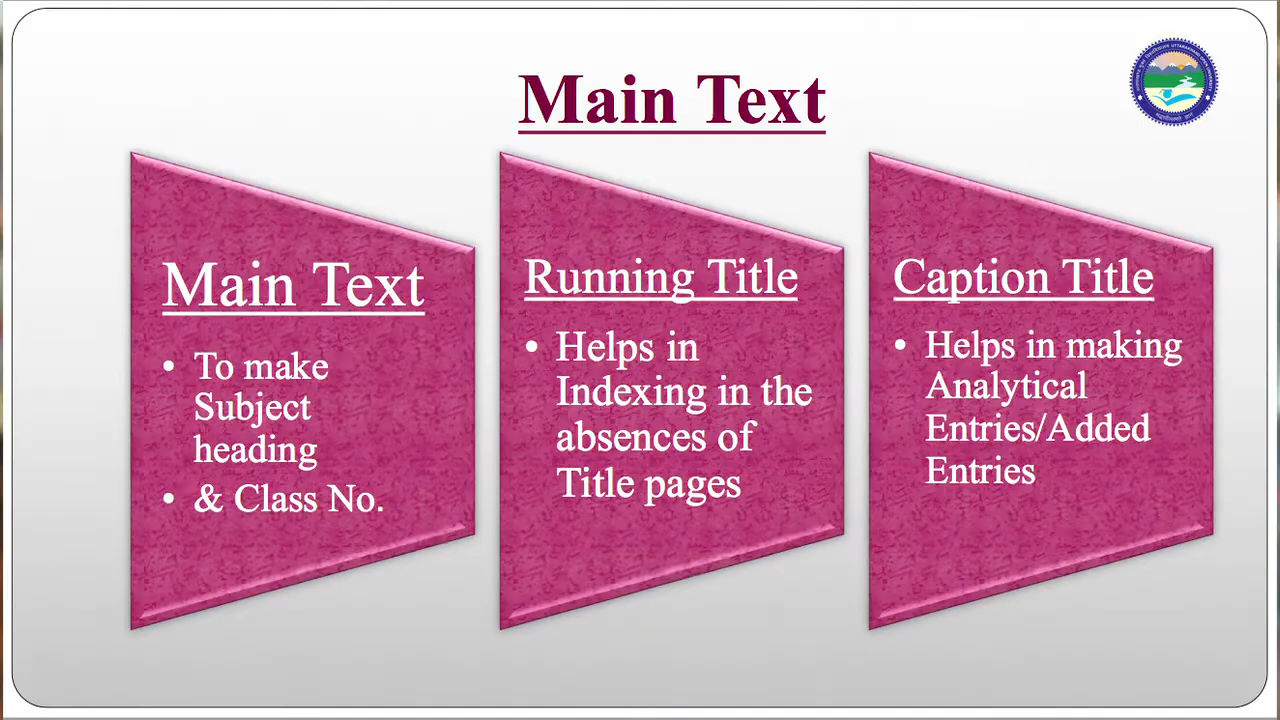 Main Text
Main Text
• To make
Subject
heading
• & Class No.
Running Title
• Helps in
Indexing in the
absences of
Title pages
Caption Title
• Helps in making
Analytical
Entries/Added
Entries